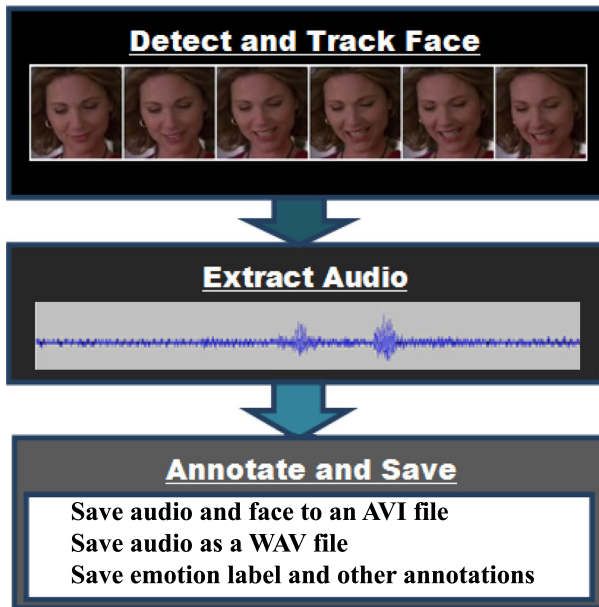 Detect and Track Face
Extract Audio
Annotate and Save
Save audio and face to an AVI file
Save audio as a WAV file
Save emotion label and other annotations